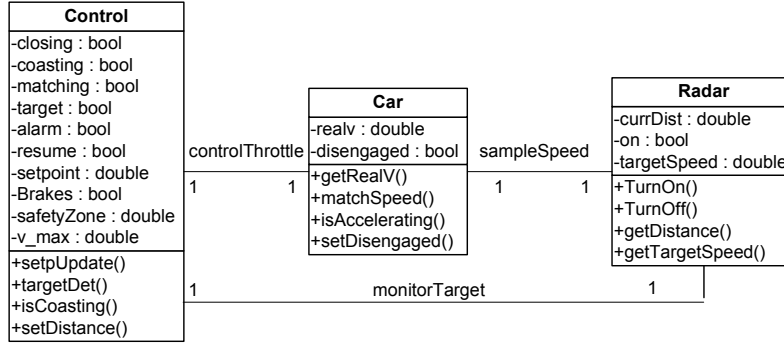 Control
-closing : bool
-coasting : bool
-matching : bool
-target : bool
-alarm : bool
-resume : bool
-setpoint : double
-Brakes : bool
-safetyZone : double
-v_max : double
+setpUpdate()
+targetDet()
+isCoasting()
+setDistance()
controlThrottle
1
1
Car
-realv : double
-disengaged : bool
+getRealV()
+matchSpeed()
+isAccelerating()
+setDisengaged()
sampleSpeed
1
1
Radar
-currDist : double
-on : bool
-targetSpeed : double
+TurnOn()
+TurnOff()
+getDistance()
+getTargetSpeed()
1
monitorTarget
1